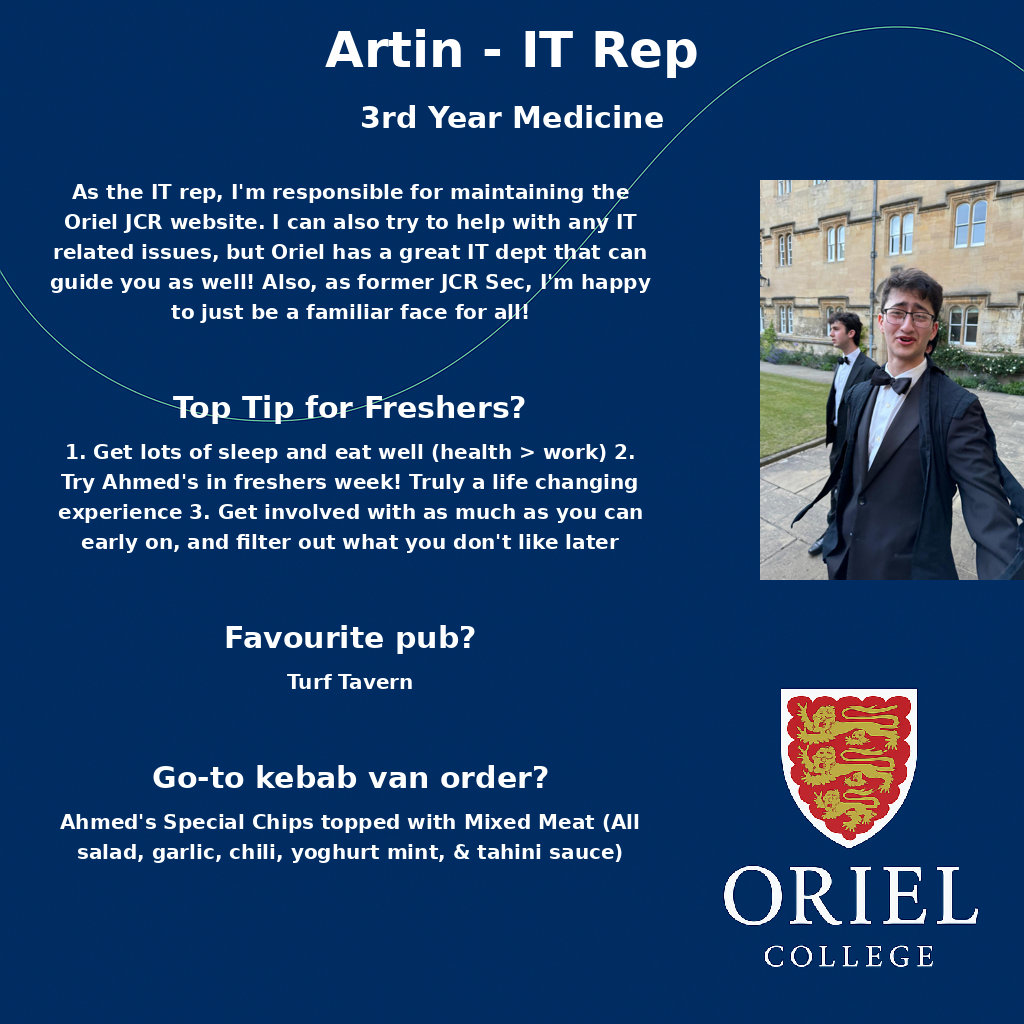 Artin - IT Rep
3rd Year Medicine
As the IT rep, I'm responsible for maintaining the
Oriel JCR website. I can also try to help with any IT
related issues, but Oriel has a great IT dept that can
guide you as well! Also, as former JCR Sec, I'm happy
to just be a familiar face for all!
Top Tip for Freshers?
1. Get lots of sleep and eat well (health > work) 2.
Try Ahmed's in freshers week! Truly a life changing
experience 3. Get involved with as much as you can
early on, and filter out what you don't like later
Favourite pub?
Turf Tavern
Go-to kebab van order?
Ahmed's Special Chips topped with Mixed Meat (All
salad, garlic, chili, yoghurt mint, & tahini sauce)
ORIEL
COLLEGE